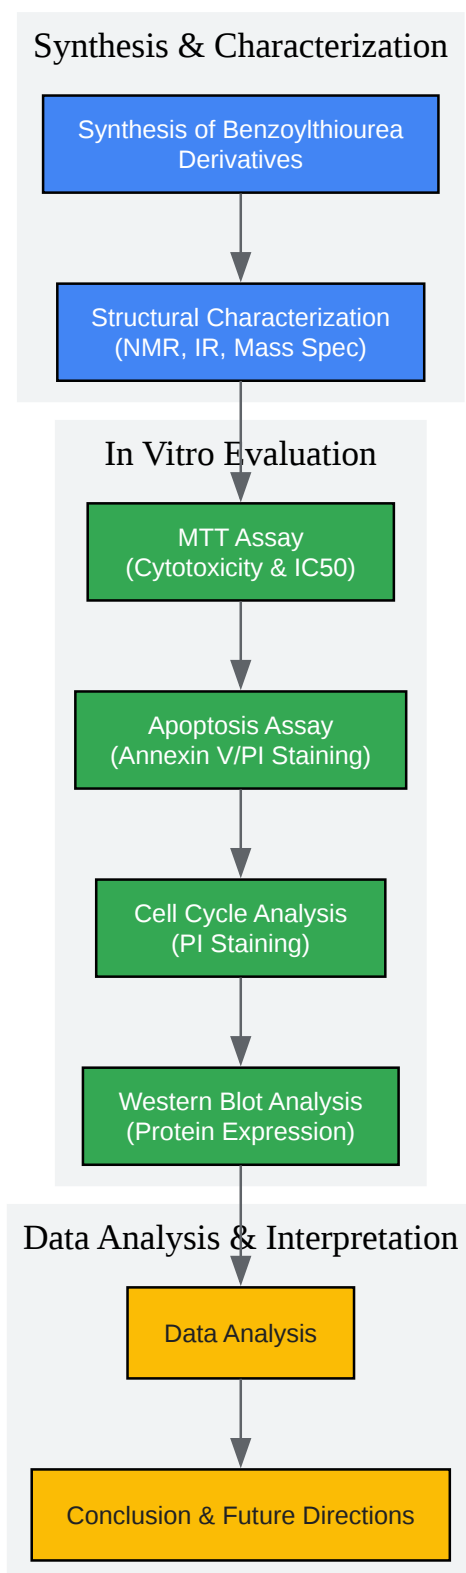 Synthesis & Characterization
Synthesis of Benzoylthiourea
Derivatives
Structural Characterization
(NMR, IR, Mass Spec)
In Vitro Evaluation
MTT Assay
(Cytotoxicity & IC50)
Apoptosis Assay
(Annexin V/PI Staining)
Cell Cycle Analysis
(PI Staining)
Western Blot Analysis
(Protein Expression)
Data Analysis & Interpretation
Data Analysis
Conclusion & Future Directions